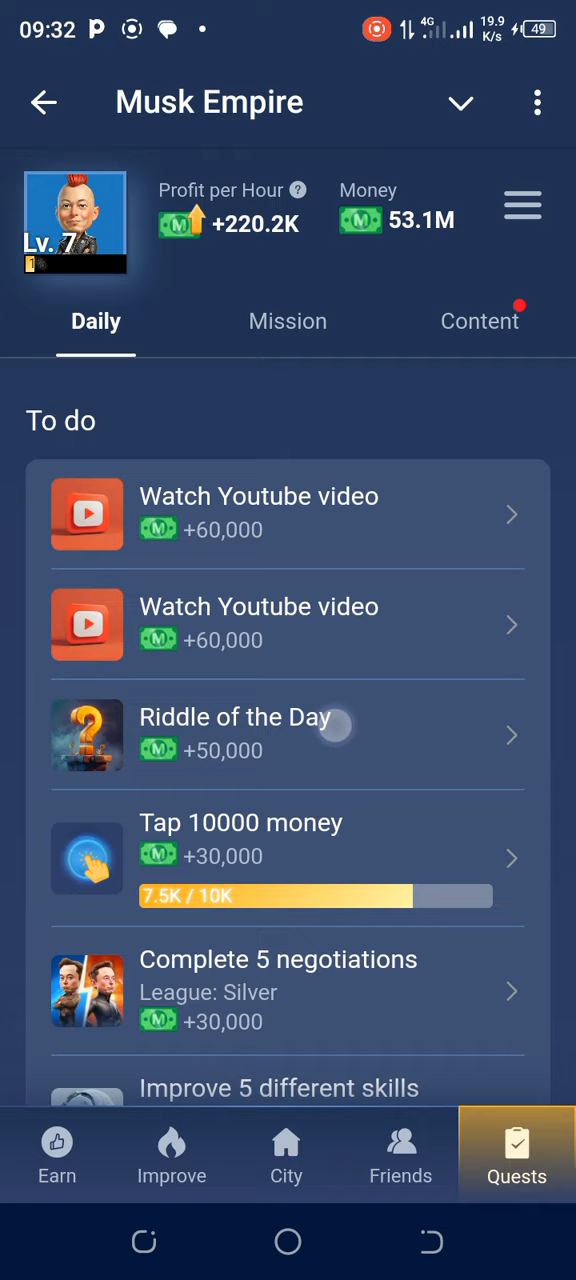 09:32
4G
19.9
K/s
49
Musk Empire
Profit per Hour ?
+220.2K
Money
53.1M
Lv. 7
Daily
Mission
Content
To do
Watch Youtube video
+60,000
Watch Youtube video
+60,000
Riddle of the Day
+50,000
Tap 10000 money
+30,000
7.5K / 10K
Complete 5 negotiations
League: Silver
+30,000
Improve 5 different skills
Earn
Improve
City
Friends
Quests